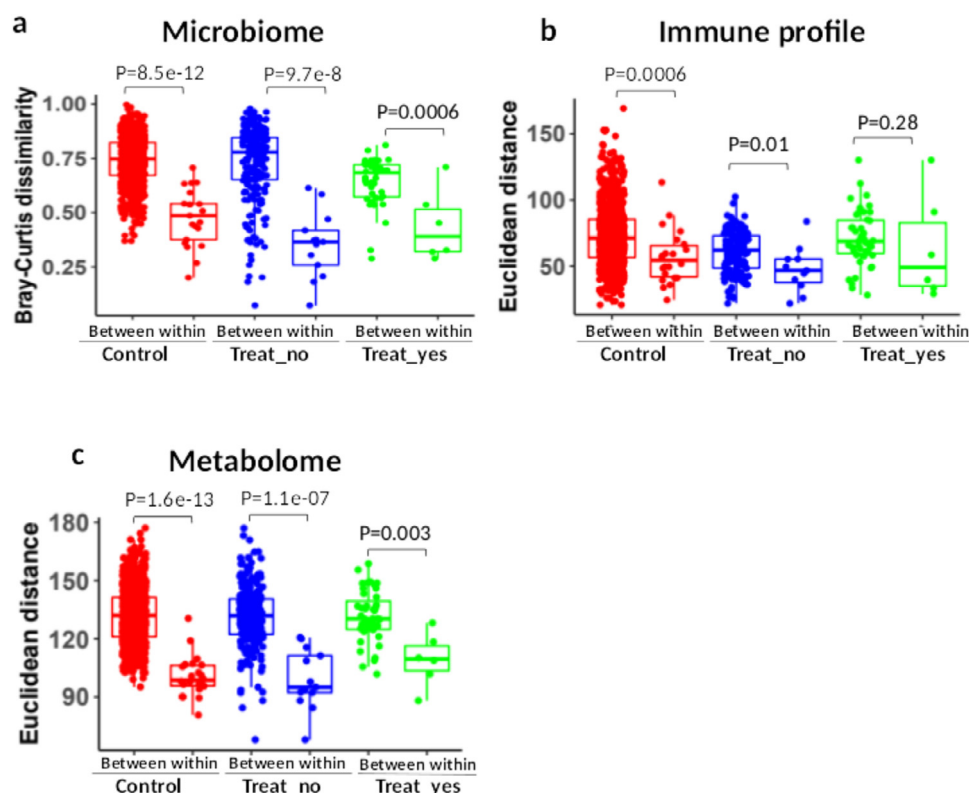 a
Microbiome
P=8.5e-12
P=9.7e-8
P=0.0006
Bray-Curtis dissimilarity
1.00
0.75
0.50
0.25
Between within Between within Between within
Control Treat_no Treat_yes
b
Immune profile
P=0.0006
P=0.01
P=0.28
Euclidean distance
150
100
50
Between within Between within Between within
Control Treat_no Treat_yes
c
Metabolome
P=1.6e-13
P=1.1e-07
P=0.003
Euclidean distance
180
150
120
90
Between within Between within Between within
Control Treat_no Treat_yes